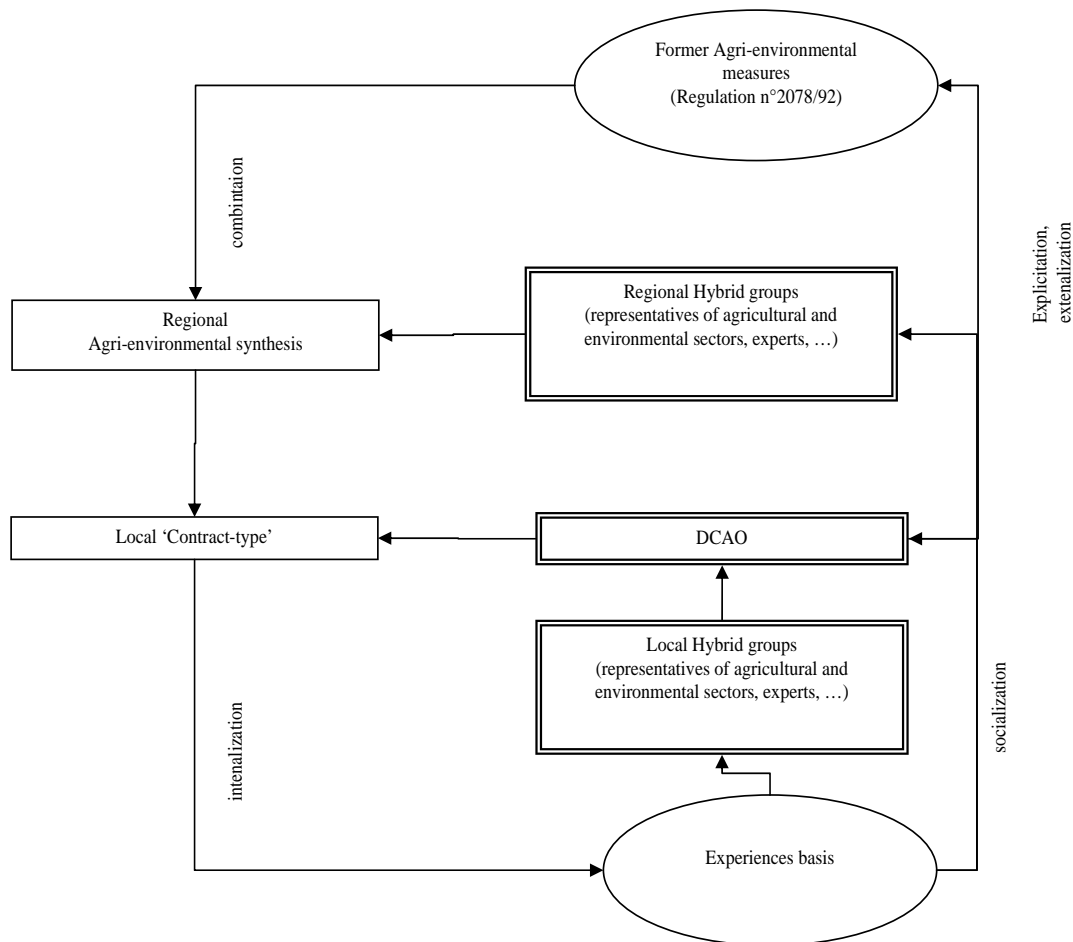 Former Agri-environmental
measures
(Regulation n°2078/92)
combintaion
Explicitation,
extenalization
Regional
Agri-environmental synthesis
Regional Hybrid groups
(representatives of agricultural and
environmental sectors, experts, …)
Local ‘Contract-type’
DCAO
Local Hybrid groups
(representatives of agricultural and
environmental sectors, experts, …)
socialization
intenalization
Experiences basis